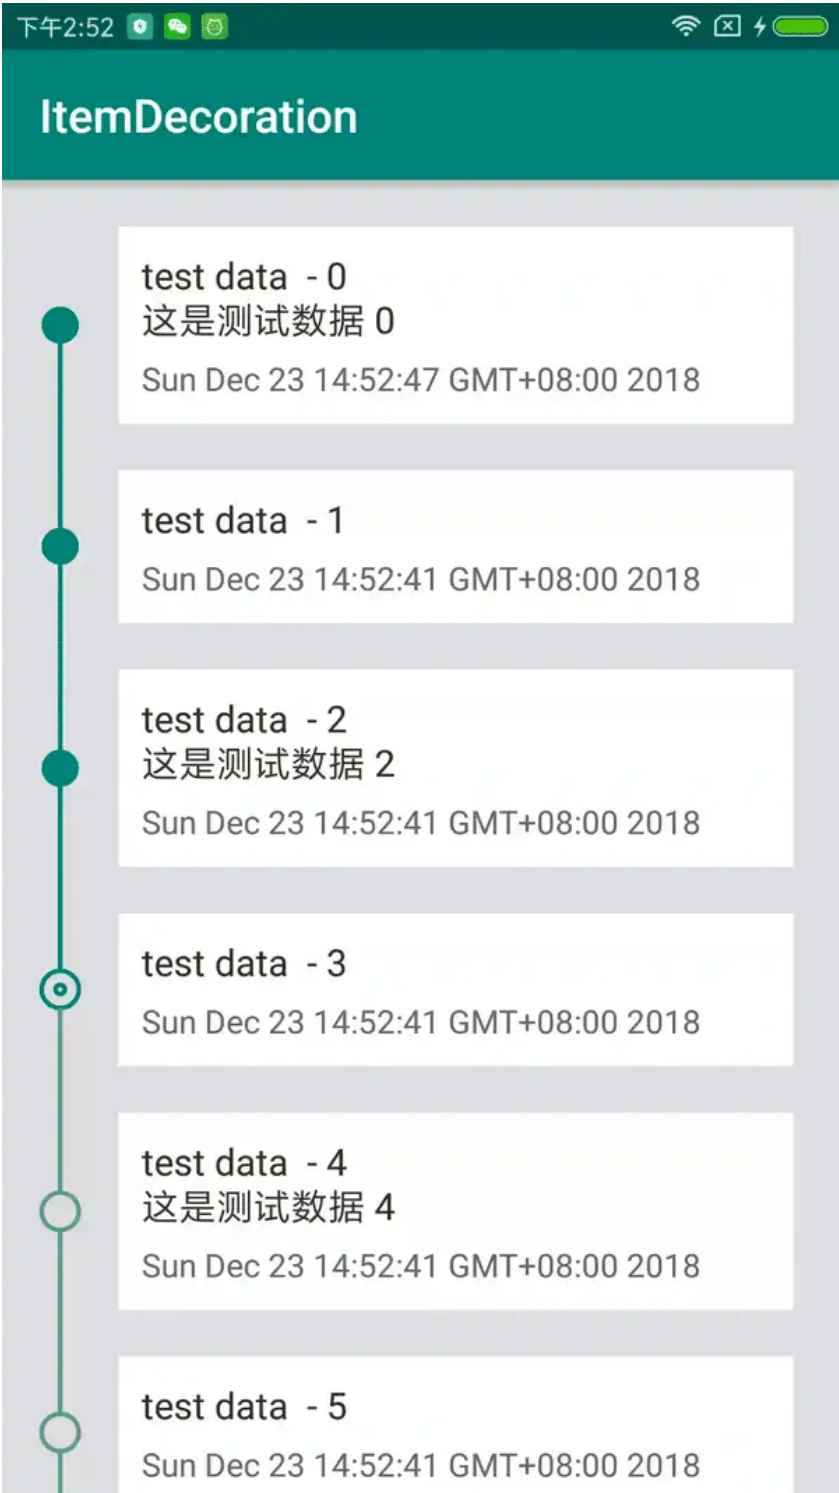 下午2:52
ItemDecoration
test data  - 0
这是测试数据 0
Sun Dec 23 14:52:47 GMT+08:00 2018
test data  - 1
Sun Dec 23 14:52:41 GMT+08:00 2018
test data  - 2
这是测试数据 2
Sun Dec 23 14:52:41 GMT+08:00 2018
test data  - 3
Sun Dec 23 14:52:41 GMT+08:00 2018
test data  - 4
这是测试数据 4
Sun Dec 23 14:52:41 GMT+08:00 2018
test data  - 5
Sun Dec 23 14:52:41 GMT+08:00 2018